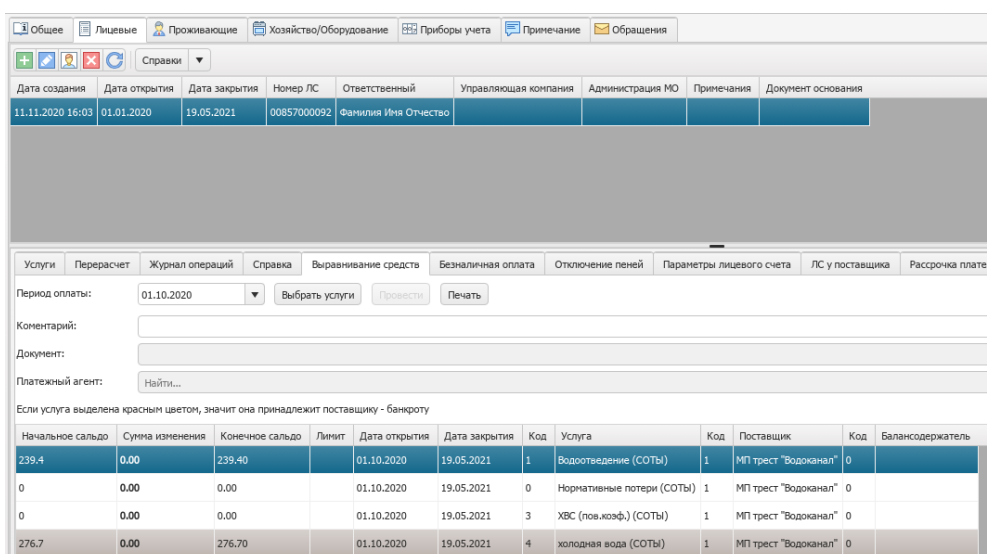 Общее Лицевые Проживающие Хозяйство/Оборудование Приборы учета Примечание Обращения
Справки
Дата создания Дата открытия Дата закрытия Номер ЛС Ответственный Управляющая компания Администрация МО Примечания Документ основания
11.11.2020 16:03 01.01.2020 19.05.2021 00857000092 Фамилия Имя Отчество
Услуги Перерасчет Журнал операций Справка Выравнивание средств Безналичная оплата Отключение пеней Параметры лицевого счета ЛС у поставщика Рассрочка плате
Период оплаты: 01.10.2020 Выбрать услуги Провести Печать
Коментарий:
Документ:
Платежный агент: Найти...
Если услуга выделена красным цветом, значит она принадлежит поставщику - банкроту
Начальное сальдо Сумма изменения Конечное сальдо Лимит Дата открытия Дата закрытия Код Услуга Код Поставщик Код Балансодержатель
239.4 0.00 239.40 01.10.2020 19.05.2021 1 Водоотведение (СОТЫ) 1 МП трест "Водоканал" 0
0 0.00 0.00 01.10.2020 19.05.2021 0 Нормативные потери (СОТЫ) 1 МП трест "Водоканал" 0
0 0.00 0.00 01.10.2020 19.05.2021 3 ХВС (пов.коэф.) (СОТЫ) 1 МП трест "Водоканал" 0
276.7 0.00 276.70 01.10.2020 19.05.2021 4 холодная вода (СОТЫ) 1 МП трест "Водоканал" 0